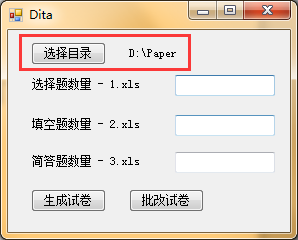 Dita
选择目录 D:\Paper
选择题数量 - 1.xls
填空题数量 - 2.xls
简答题数量 - 3.xls
生成试卷 批改试卷